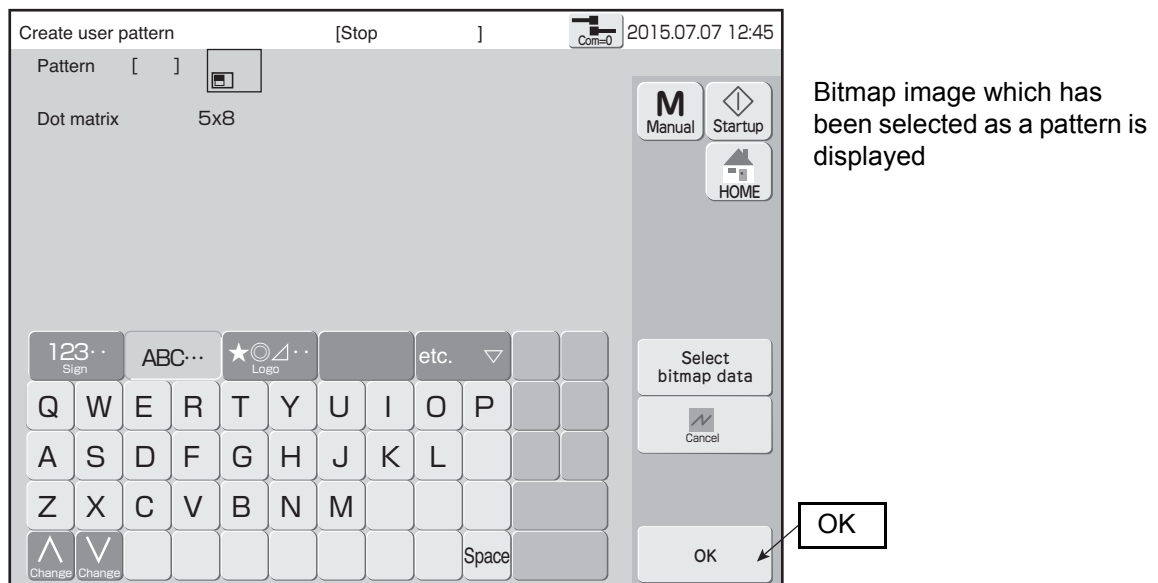 Create user pattern [Stop ] Com=0 2015.07.07 12:45
Pattern [ ]
Dot matrix 5x8
M Manual Startup
HOME
Bitmap image which has
been selected as a pattern is
displayed
123‥ Sign ABC… ★◎⊿‥ Logo etc. ▽
Select
bitmap data
Q W E R T Y U I O P
Cancel
A S D F G H J K L
Z X C V B N M
OK
Change Change Space OK